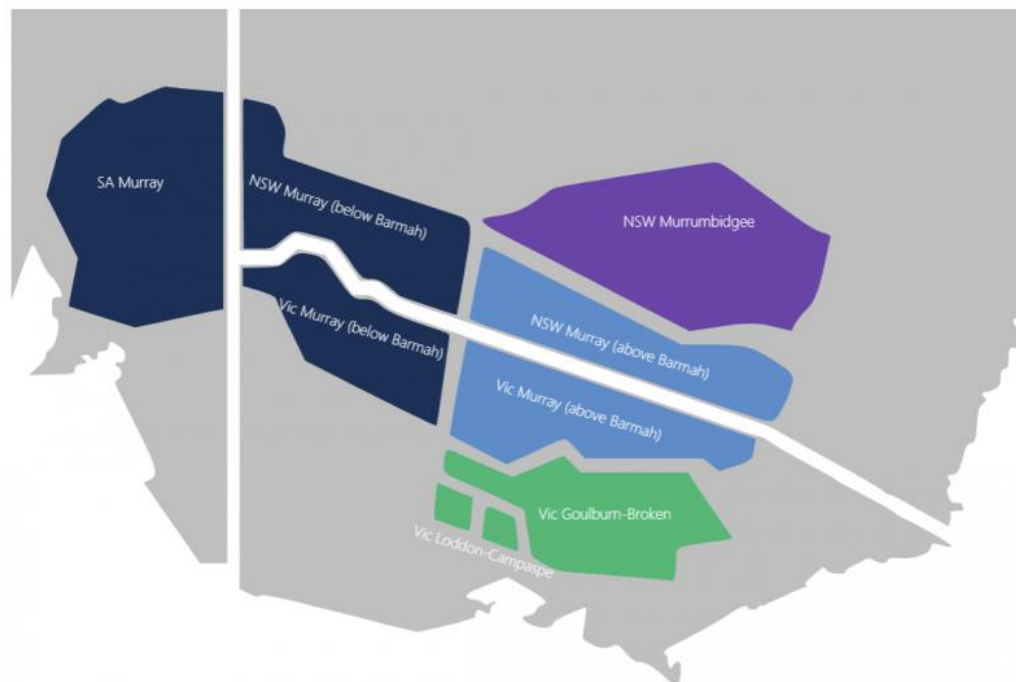 SA Murray
NSW Murray (below Barmah)
NSW Murrumbidgee
Vic Murray (below Barmah)
NSW Murray (above Barmah)
Vic Murray (above Barmah)
Vic Goulburn-Broken
Vic Loddon-Campaspe